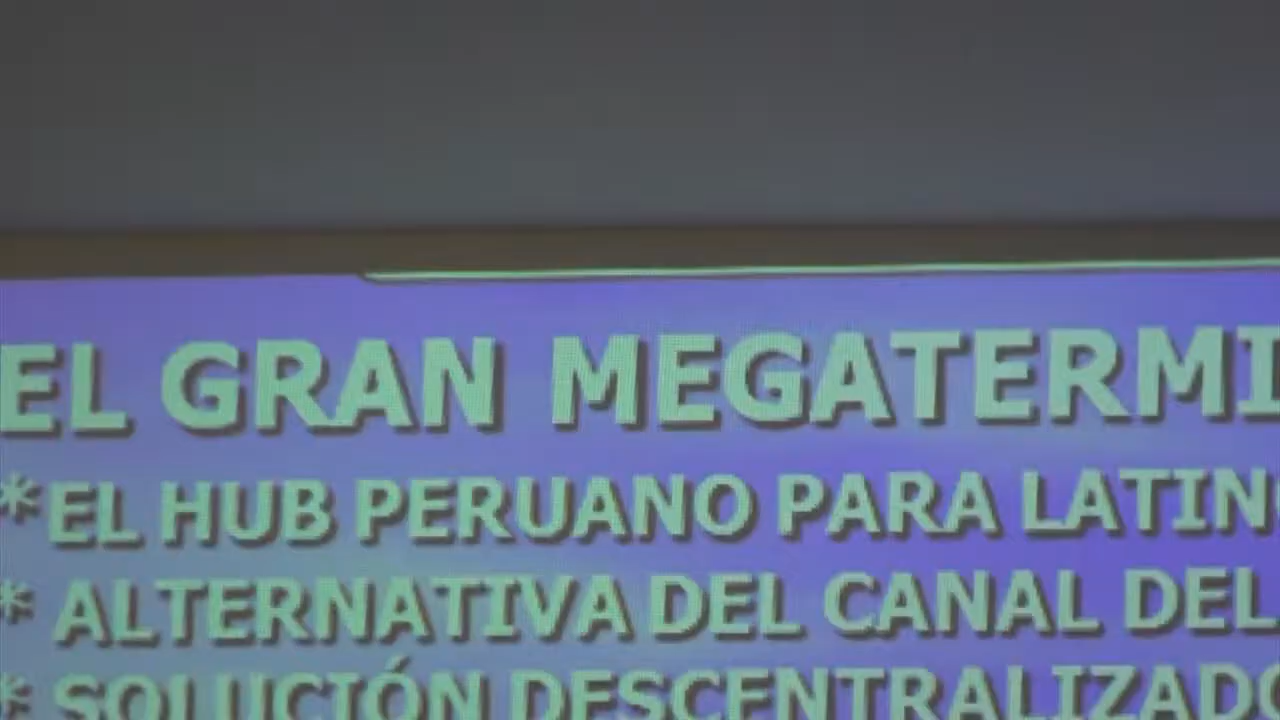 EL GRAN MEGATERMI
*EL HUB PERUANO PARA LATIN
* ALTERNATIVA DEL CANAL DEL
* SOLUCIÓN DESCENTRALIZADO